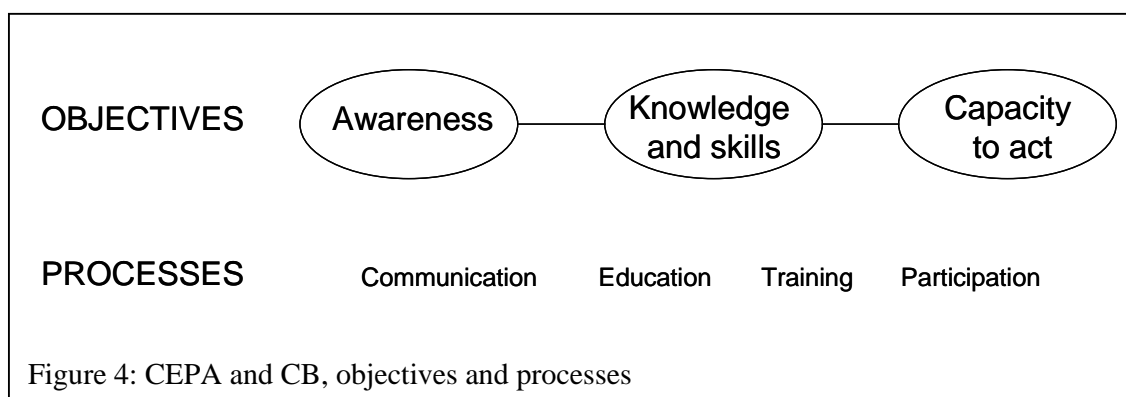 OBJECTIVES
Awareness
Knowledge
and skills
Capacity
to act
PROCESSES
Communication
Education
Training
Participation
Figure 4: CEPA and CB, objectives and processes